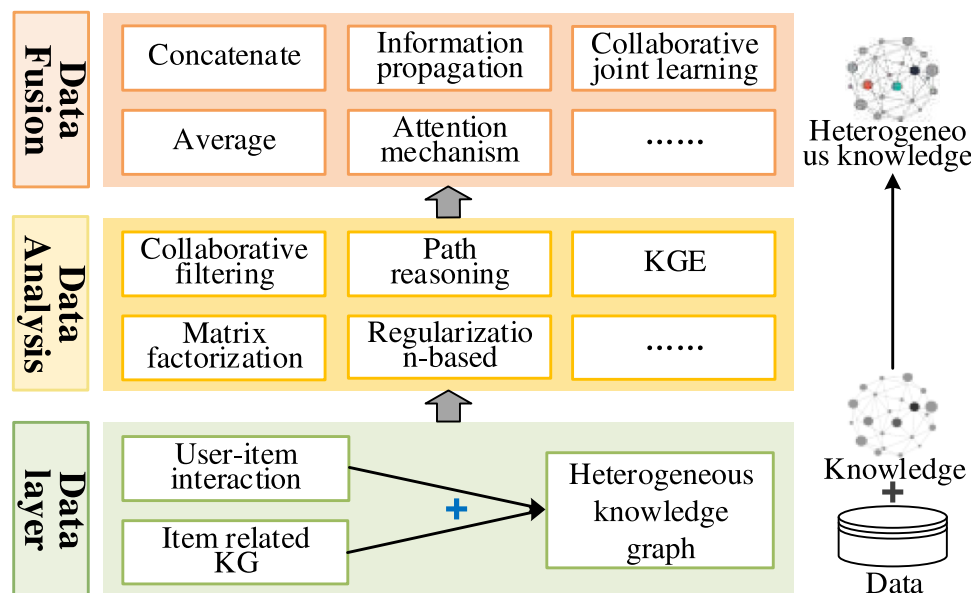 Data
Fusion
Concatenate
Information
propagation
Collaborative
joint learning
Average
Attention
mechanism
......
Heterogeneo
us knowledge
Data
Analysis
Collaborative
filtering
Path
reasoning
KGE
Matrix
factorization
Regularizatio
n-based
......
Data
layer
User-item
interaction
+
Item related
KG
Heterogeneous
knowledge
graph
Knowledge
+
Data